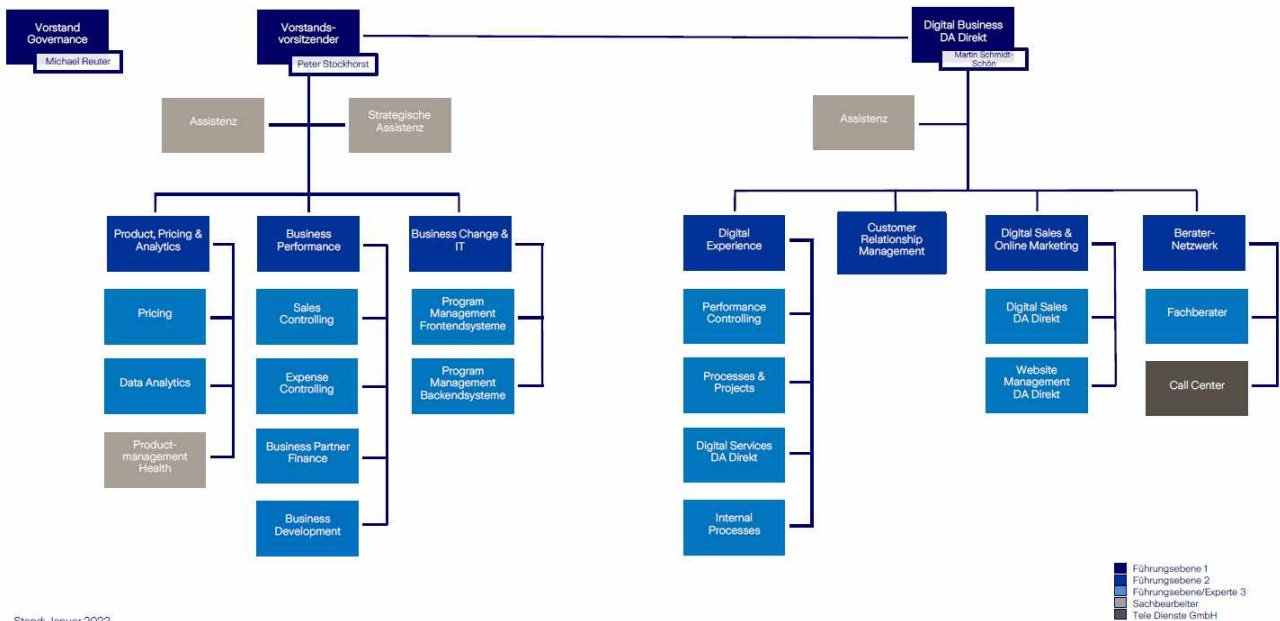 Vorstand
Governance
Michael Reuter
Vorstands-
vorsitzender
Peter Stockhorst
Digital Business
DA Direkt
Martin Schmidt-
Schön
Assistenz
Strategische
Assistenz
Assistenz
Product, Pricing &
Analytics
Business
Performance
Business Change &
IT
Digital
Experience
Customer
Relationship
Management
Digital Sales &
Online Marketing
Berater-
Netzwerk
Pricing
Sales
Controlling
Program
Management
Frontendsysteme
Performance
Controlling
Digital Sales
DA Direkt
Fachberater
Data Analytics
Expense
Controlling
Program
Management
Backendsysteme
Processes &
Projects
Website
Management
DA Direkt
Call Center
Product-
management
Health
Business Partner
Finance
Digital Services
DA Direkt
Business
Development
Internal
Processes
Führungsebene 1
Führungsebene 2
Führungsebene/Experte 3
Sachbearbeiter
Tele Dienste GmbH
Stand: Januar 2022